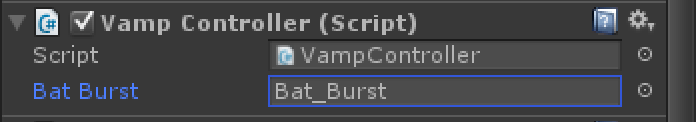 Vamp Controller (Script)
Script VampController
Bat Burst Bat_Burst